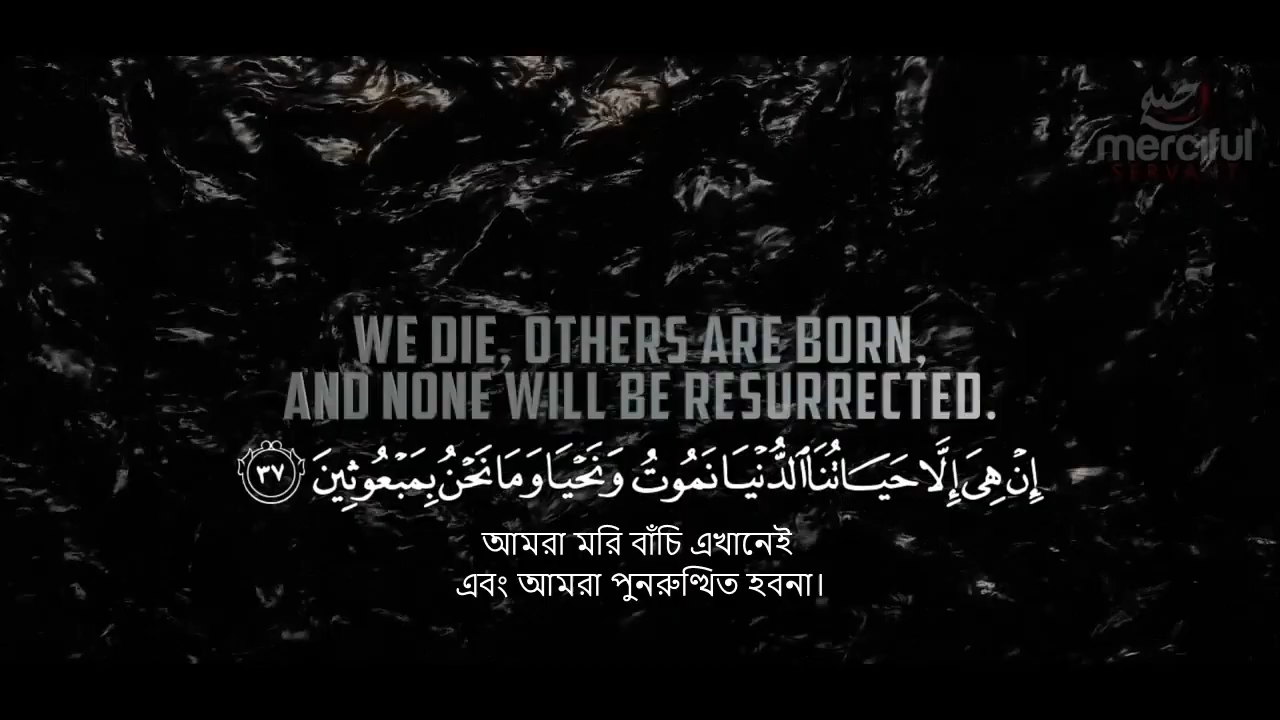 merciful
SERVANT
WE DIE, OTHERS ARE BORN,
AND NONE WILL BE RESURRECTED.
إِنْ هِىَ إِلَّا حَيَاتُنَا ٱلدُّنْيَا نَمُوتُ وَنَحْيَا وَمَا نَحْنُ بِمَبْعُوثِينَ ٣٧
আমরা মরি বাঁচি এখানেই
এবং আমরা পুনরুত্থিত হবনা।